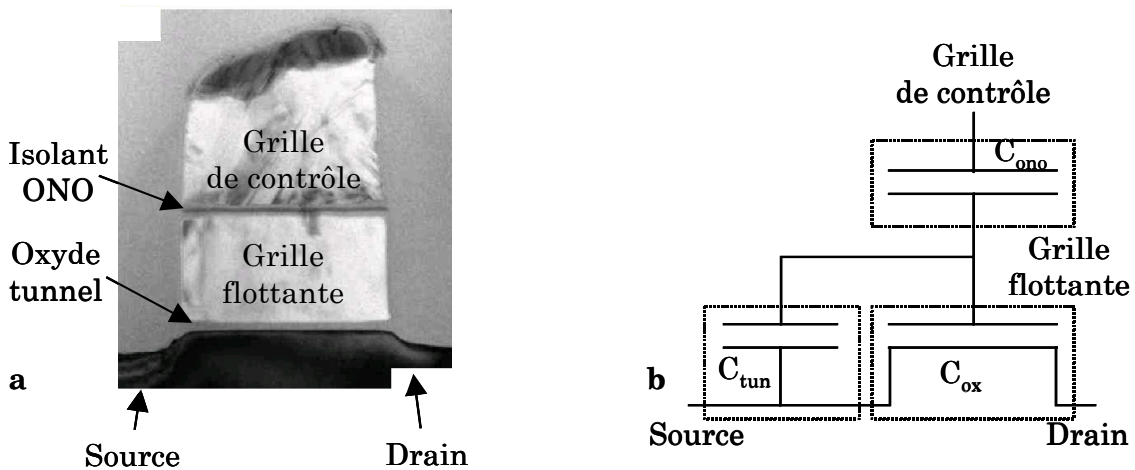 Grille
de contrôle
Isolant
ONO
Grille
flottante
Oxyde
tunnel
a
Source
Drain
Grille
de contrôle
C_ono
Grille
flottante
C_tun
C_ox
b
Source
Drain